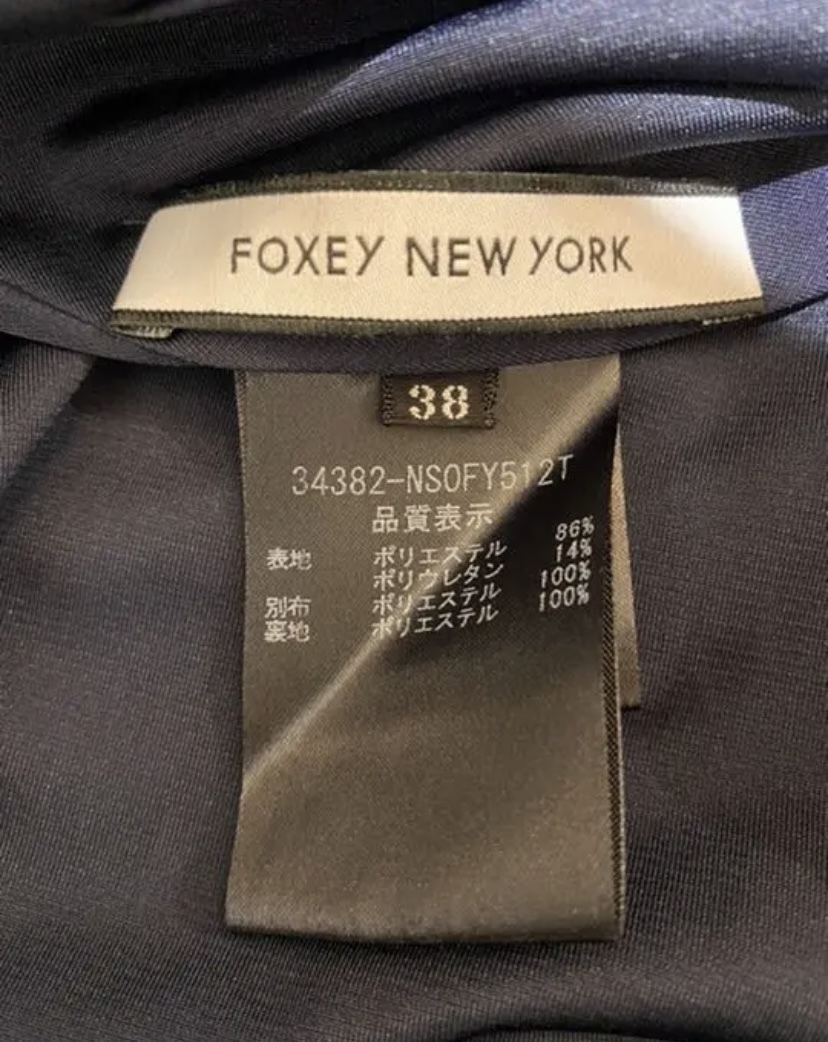 FOXEY NEW YORK
38
34382-NSOFY512T
品質表示
表地 ポリエステル 86%
ポリウレタン 14%
別布 ポリエステル 100%
裏地 ポリエステル 100%